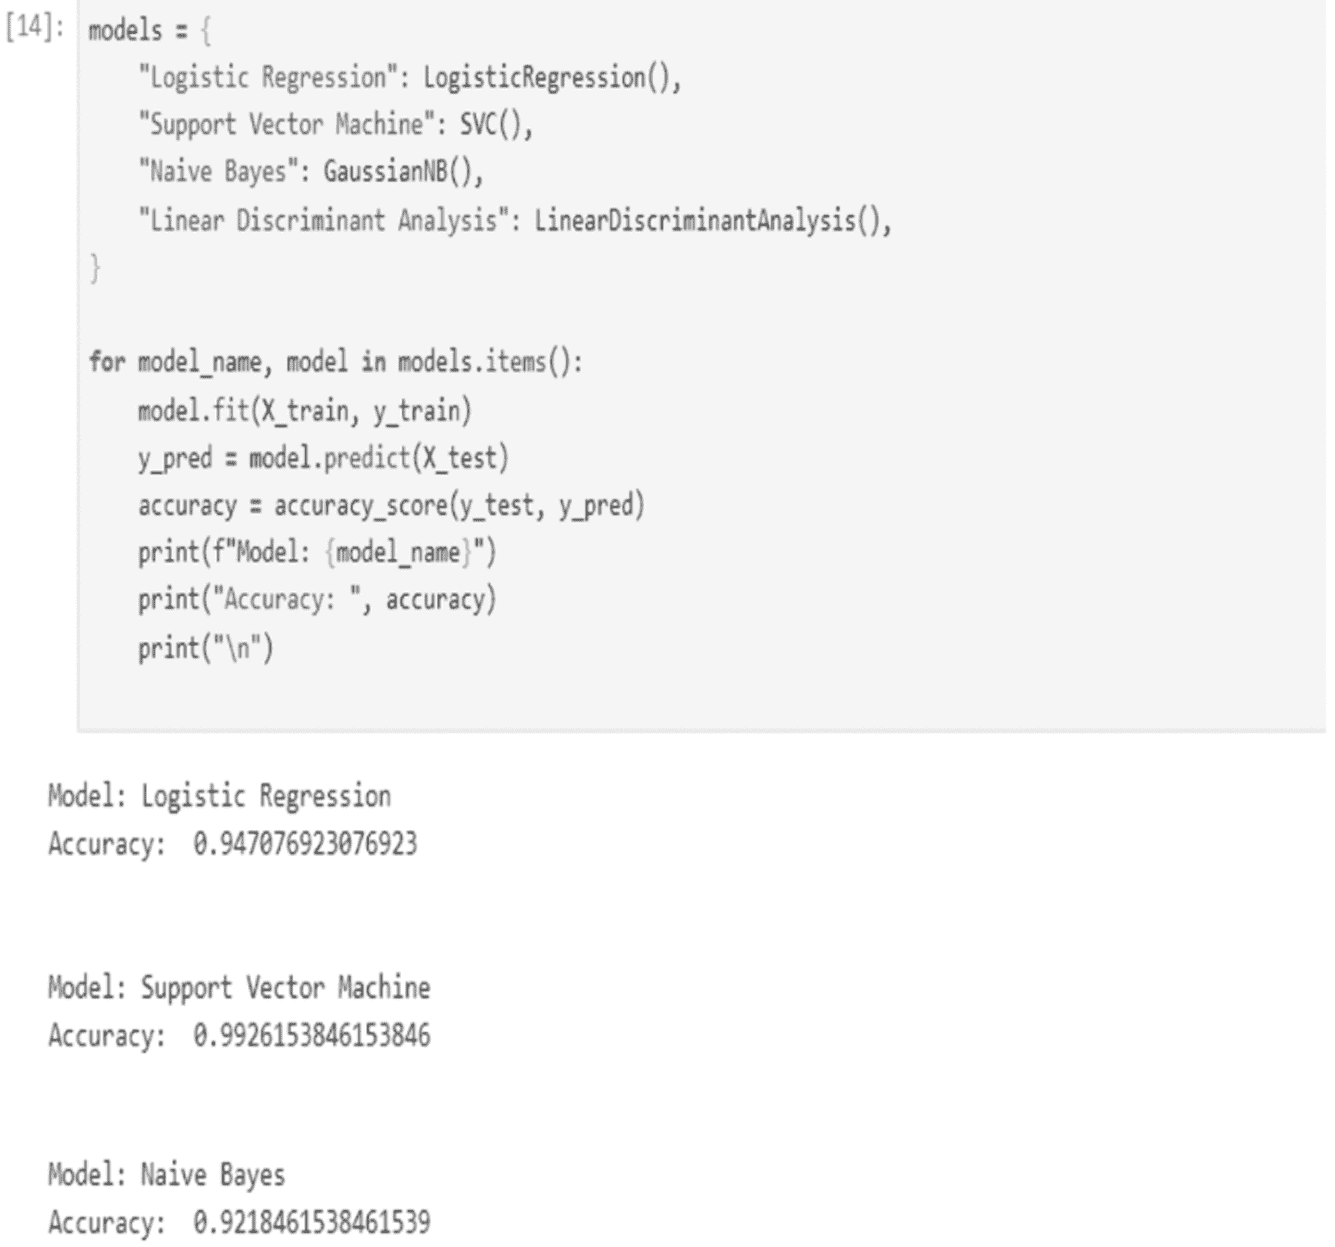 [14]: models = {
    "Logistic Regression": LogisticRegression(),
    "Support Vector Machine": SVC(),
    "Naive Bayes": GaussianNB(),
    "Linear Discriminant Analysis": LinearDiscriminantAnalysis(),
}
for model_name, model in models.items():
    model.fit(X_train, y_train)
    y_pred = model.predict(X_test)
    accuracy = accuracy_score(y_test, y_pred)
    print(f"Model: {model_name}")
    print("Accuracy: ", accuracy)
    print("\n")
Model: Logistic Regression
Accuracy:  0.947076923076923
Model: Support Vector Machine
Accuracy:  0.9926153846153846
Model: Naive Bayes
Accuracy:  0.9218461538461539